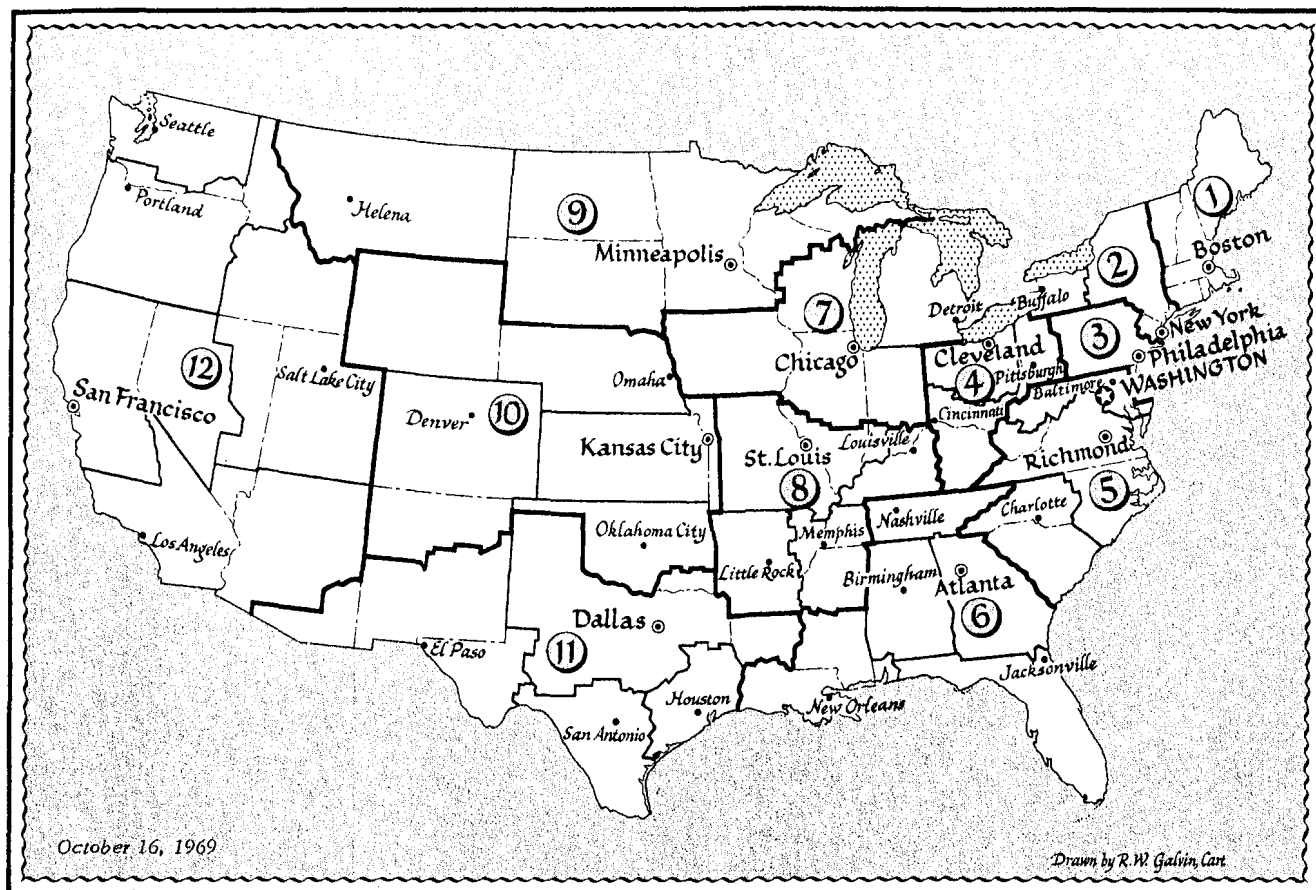 Seattle
Portland
Helena
9
Minneapolis
1
Boston
2
7
Detroit
Buffalo
New York
3
Philadelphia
Chicago
Cleveland
Pittsburgh
4
Baltimore
WASHINGTON
Cincinnati
12
Salt Lake City
Omaha
San Francisco
Denver
10
Kansas City
St. Louis
Louisville
Richmond
8
5
Oklahoma City
Memphis
Nashville
Charlotte
Los Angeles
Little Rock
Birmingham
Atlanta
6
Dallas
11
El Paso
Jacksonville
Houston
New Orleans
San Antonio
October 16, 1969
Drawn by R.W. Galvin, Cart.